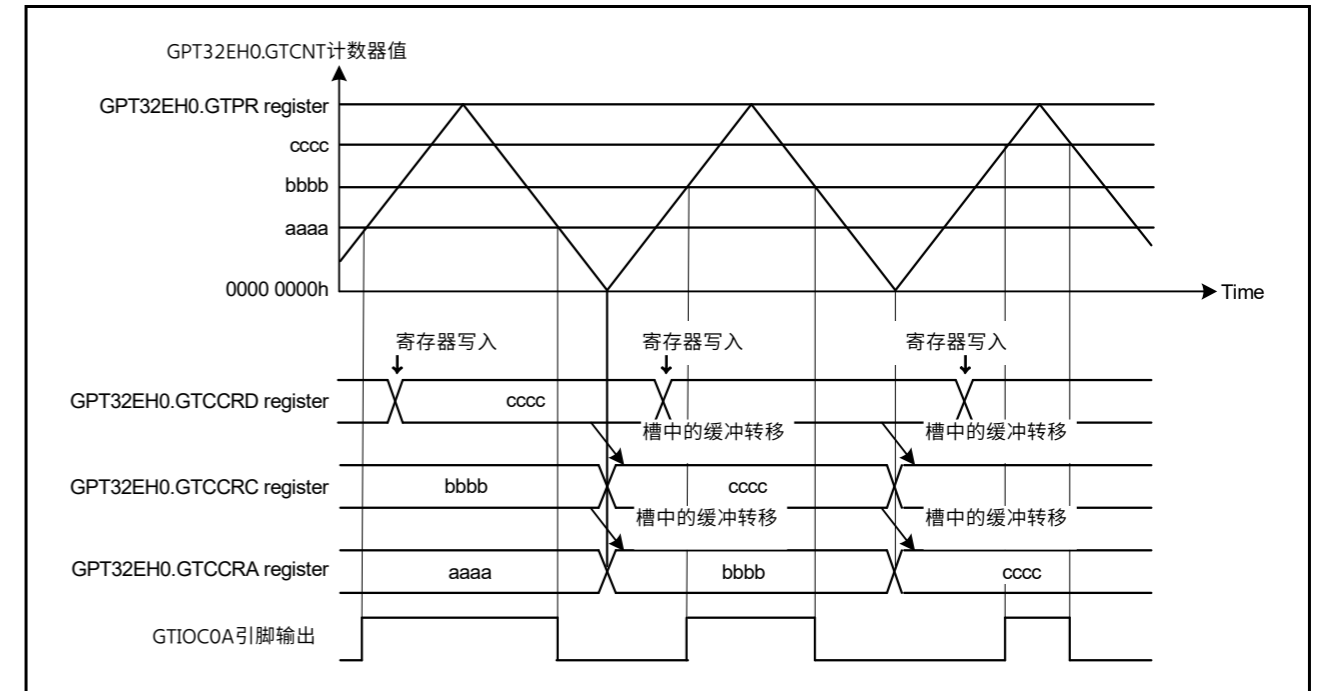 GPT32EH0.GTCNT计数器值
GPT32EH0.GTPR register
cccc
bbbb
aaaa
0000 0000h
Time
寄存器写入 寄存器写入 寄存器写入
GPT32EH0.GTCCRD register cccc
槽中的缓冲转移 槽中的缓冲转移
GPT32EH0.GTCCRC register bbbb cccc
槽中的缓冲转移 槽中的缓冲转移
GPT32EH0.GTCCRA register aaaa bbbb cccc
GTIOC0A引脚输出